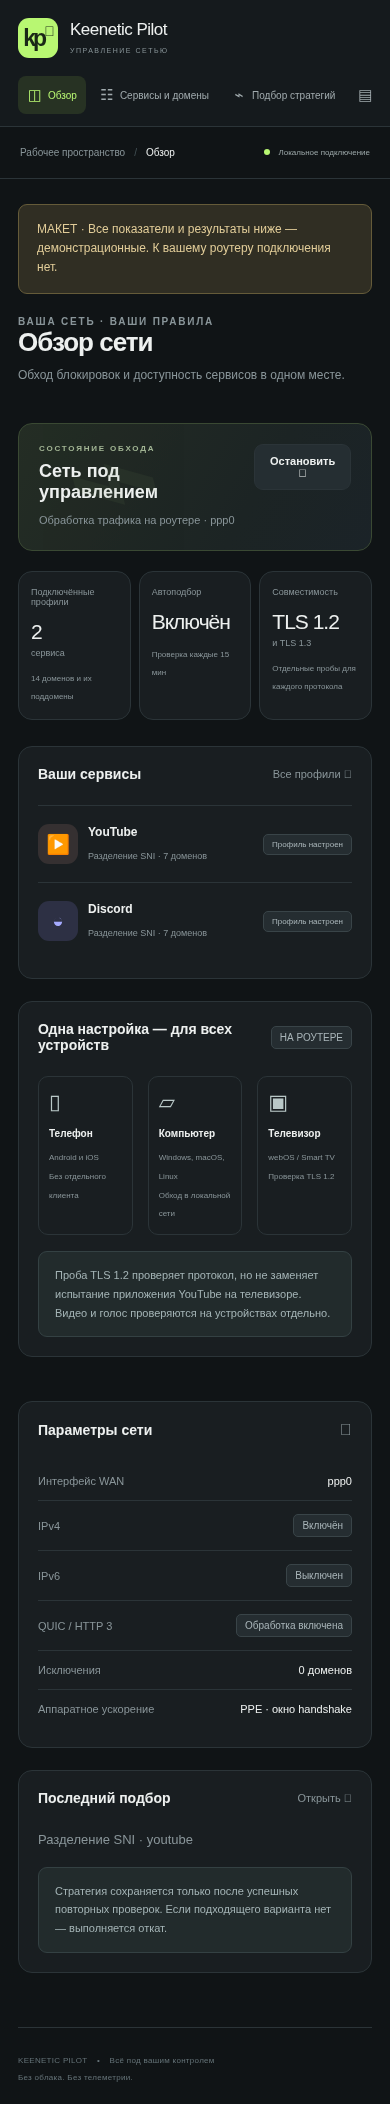 kp
Keenetic Pilot
УПРАВЛЕНИЕ СЕТЬЮ
Обзор
Сервисы и домены
Подбор стратегий
Рабочее пространство / Обзор
Локальное подключение
МАКЕТ · Все показатели и результаты ниже —
демонстрационные. К вашему роутеру подключения
нет.
ВАША СЕТЬ · ВАШИ ПРАВИЛА
Обзор сети
Обход блокировок и доступность сервисов в одном месте.
СОСТОЯНИЕ ОБХОДА
Сеть под
управлением
Обработка трафика на роутере · ppp0
Остановить
Подключённые
профили
2
сервиса
14 доменов и их
поддомены
Автоподбор
Включён
Проверка каждые 15
мин
Совместимость
TLS 1.2
и TLS 1.3
Отдельные пробы для
каждого протокола
Ваши сервисы
Все профили
YouTube
Разделение SNI · 7 доменов
Профиль настроен
Discord
Разделение SNI · 7 доменов
Профиль настроен
Одна настройка — для всех
устройств
НА РОУТЕРЕ
Телефон
Android и iOS
Без отдельного
клиента
Компьютер
Windows, macOS,
Linux
Обход в локальной
сети
Телевизор
webOS / Smart TV
Проверка TLS 1.2
Проба TLS 1.2 проверяет протокол, но не заменяет
испытание приложения YouTube на телевизоре.
Видео и голос проверяются на устройствах отдельно.
Параметры сети
Интерфейс WAN
ppp0
IPv4
Включён
IPv6
Выключен
QUIC / HTTP 3
Обработка включена
Исключения
0 доменов
Аппаратное ускорение
PPE · окно handshake
Последний подбор
Открыть
Разделение SNI · youtube
Стратегия сохраняется только после успешных
повторных проверок. Если подходящего варианта нет
— выполняется откат.
KEENETIC PILOT • Всё под вашим контролем
Без облака. Без телеметрии.